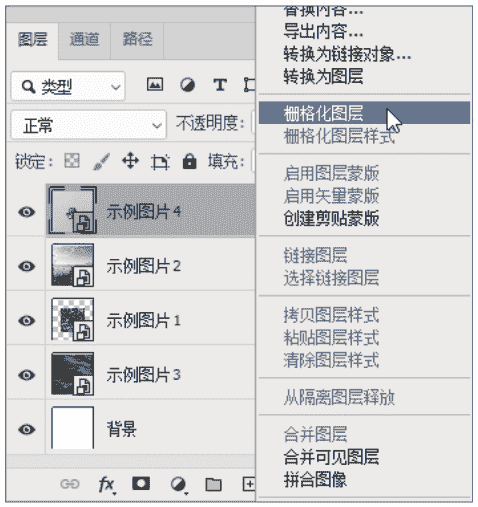 替换内容...
导出内容...
转换为链接对象...
转换为图层
图层 通道 路径
类型
正常
不透明度:
锁定:
填充:
示例图片 4
示例图片 2
示例图片 1
示例图片 3
背景
fx
栅格化图层
栅格化图层样式
启用图层蒙版
启用矢量蒙版
创建剪贴蒙版
链接图层
选择链接图层
拷贝图层样式
粘贴图层样式
清除图层样式
从隔离图层释放
合并图层
合并可见图层
拼合图像